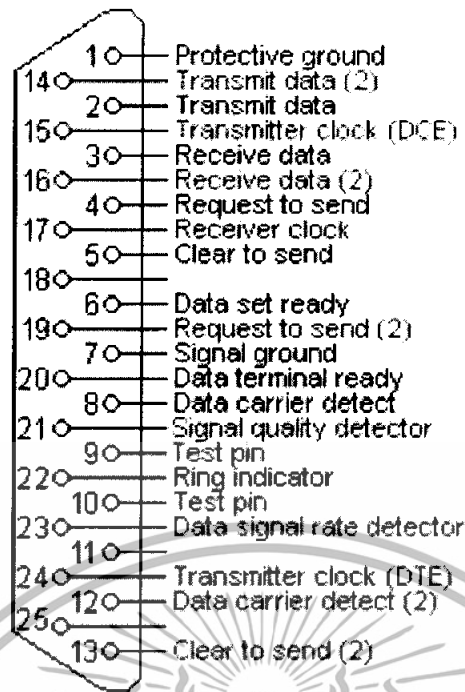 1 Protective ground
14 Transmit data (2)
2 Transmit data
15 Transmitter clock (DCE)
3 Receive data
16 Receive data (2)
4 Request to send
17 Receiver clock
5 Clear to send
18
6 Data set ready
19 Request to send (2)
7 Signal ground
20 Data terminal ready
8 Data carrier detect
21 Signal quality detector
9 Test pin
22 Ring indicator
10 Test pin
23 Data signal rate detector
11
24 Transmitter clock (DTE)
12 Data carrier detect (2)
25
13 Clear to send (2)